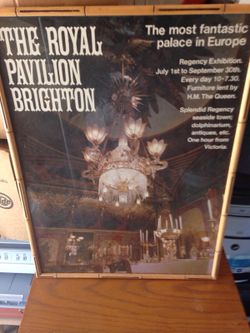 THE ROYAL
PAVILION
BRIGHTON
The most fantastic
palace in Europe
Regency Exhibition.
July 1st to September 30th.
Every day 10-7.30.
Furniture lent by
H.M. The Queen.
Splendid Regency
seaside town;
dolphinarium,
antiques, etc.
One hour from
Victoria.